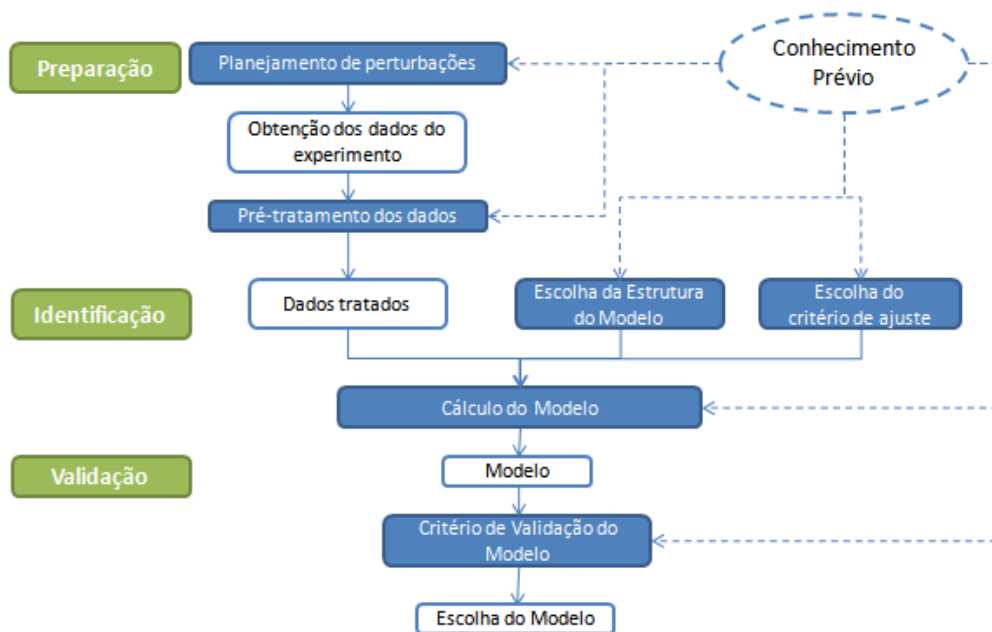 Preparação
Planejamento de perturbações
Conhecimento
Prévio
Obtenção dos dados do
experimento
Pré-tratamento dos dados
Identificação
Dados tratados
Escolha da Estrutura
do Modelo
Escolha do
critério de ajuste
Cálculo do Modelo
Validação
Modelo
Critério de Validação do
Modelo
Escolha do Modelo